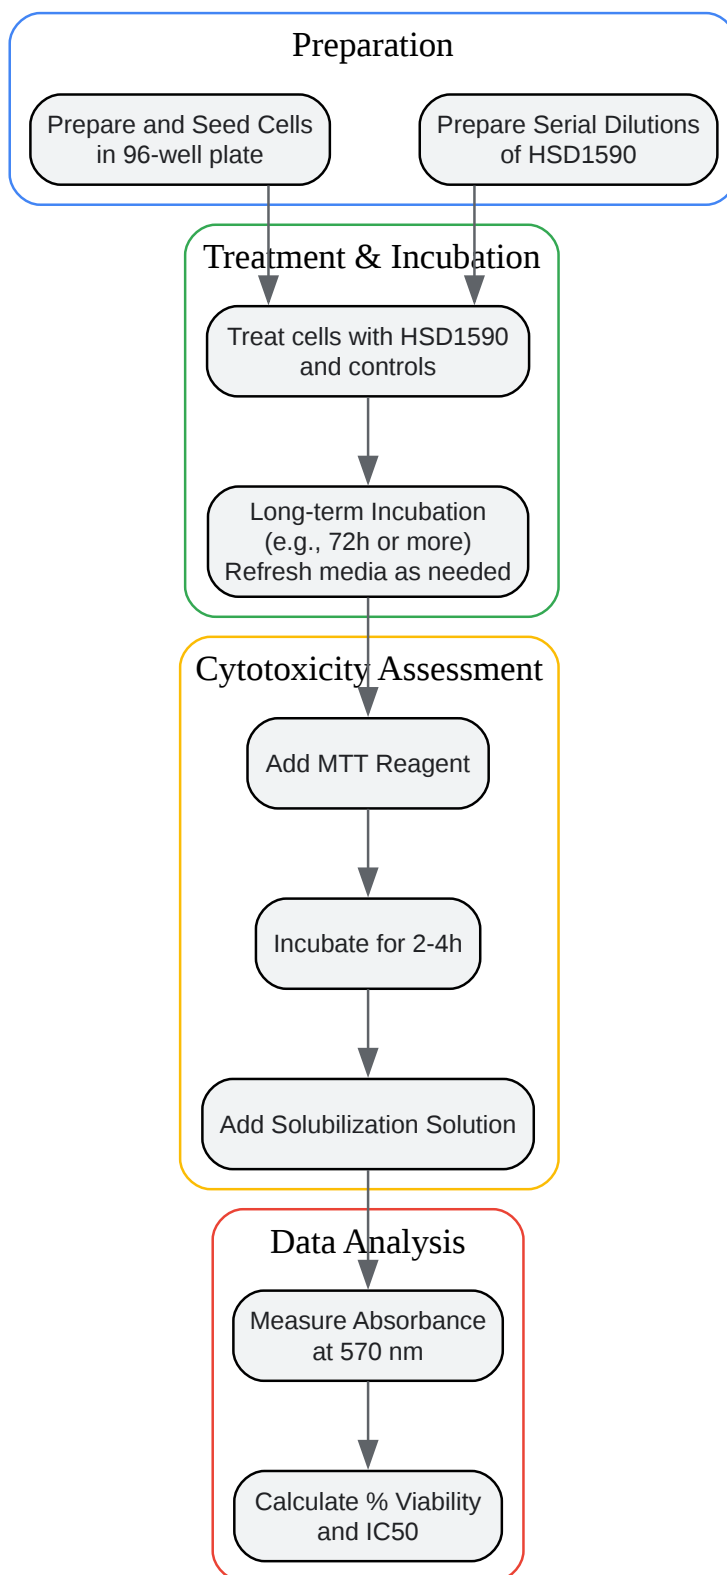 Preparation
Prepare and Seed Cells
in 96-well plate
Prepare Serial Dilutions
of HSD1590
Treatment & Incubation
Treat cells with HSD1590
and controls
Long-term Incubation
(e.g., 72h or more)
Refresh media as needed
Cytotoxicity Assessment
Add MTT Reagent
Incubate for 2-4h
Add Solubilization Solution
Data Analysis
Measure Absorbance
at 570 nm
Calculate % Viability
and IC50